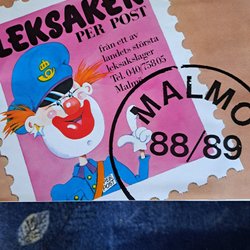 LEKSAKER
PER POST
från ett av
landets största
leksakslager
Tel. 040/75805
Malmö
MALMÖ
88/89